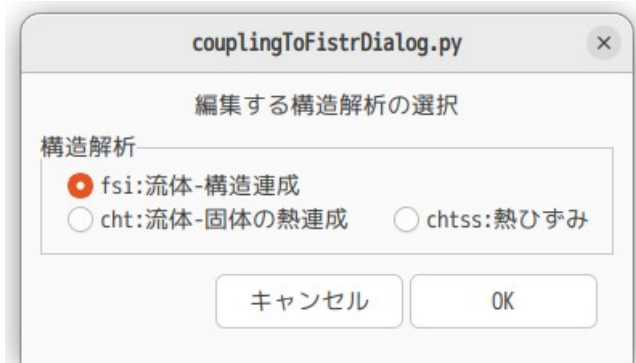 couplingToFistrDialog.py
編集する構造解析の選択
構造解析
fsi:流体-構造連成
cht:流体-固体の熱連成 chtss:熱ひずみ
キャンセル OK